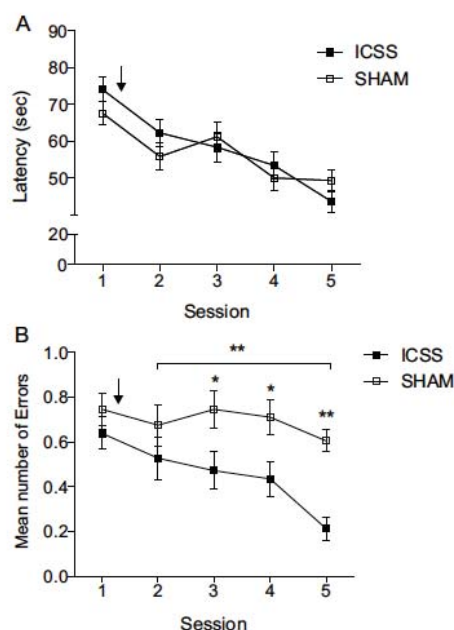 A
90
80
70
60
50
20
0
Latency (sec)
1 2 3 4 5
Session
ICSS
SHAM
B
1.0
0.8
0.6
0.4
0.2
0.0
Mean number of Errors
**
* * **
1 2 3 4 5
Session
ICSS
SHAM